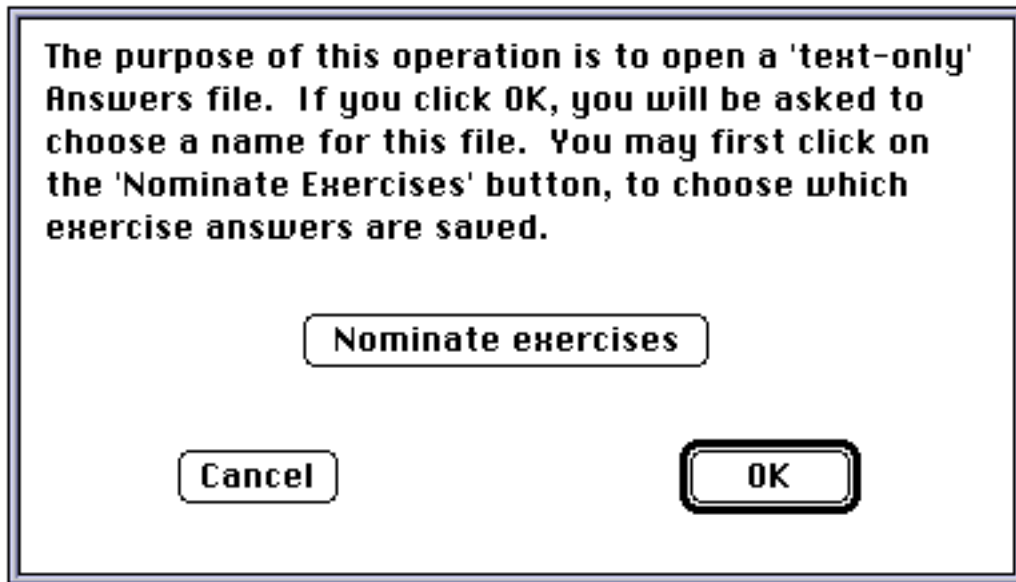 The purpose of this operation is to open a 'text-only'
Answers file.  If you click OK, you will be asked to
choose a name for this file.  You may first click on
the 'Nominate Exercises' button, to choose which
exercise answers are saved.
Nominate exercises
Cancel
OK